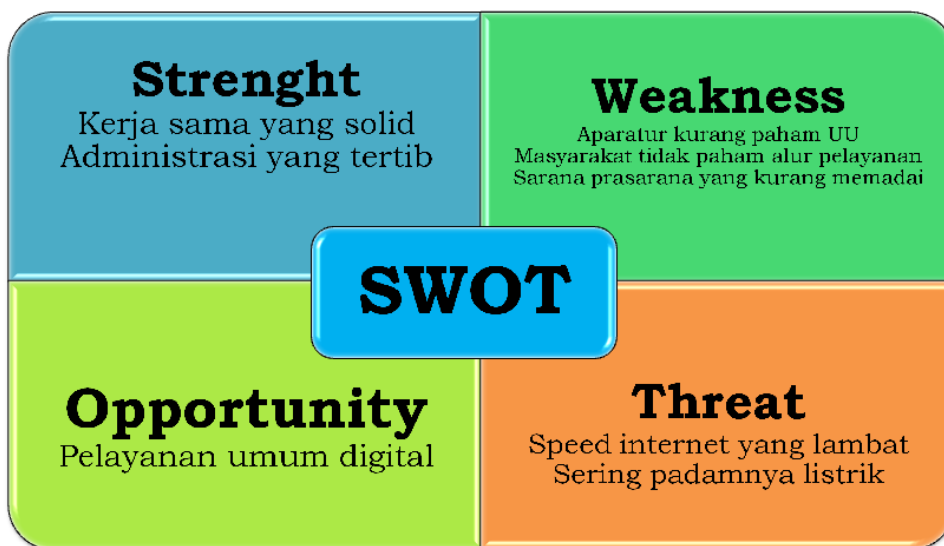 Strenght
Kerja sama yang solid
Administrasi yang tertib
Weakness
Aparatur kurang paham UU
Masyarakat tidak paham alur pelayanan
Sarana prasarana yang kurang memadai
SWOT
Opportunity
Pelayanan umum digital
Threat
Speed internet yang lambat
Sering padamnya listrik